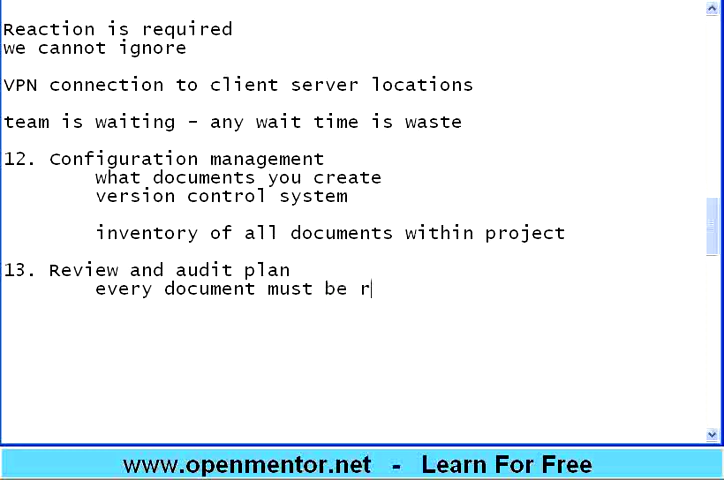 Reaction is required
we cannot ignore
VPN connection to client server locations
team is waiting - any wait time is waste
12. Configuration management
what documents you create
version control system
inventory of all documents within project
13. Review and audit plan
every document must be r
www.openmentor.net - Learn For Free